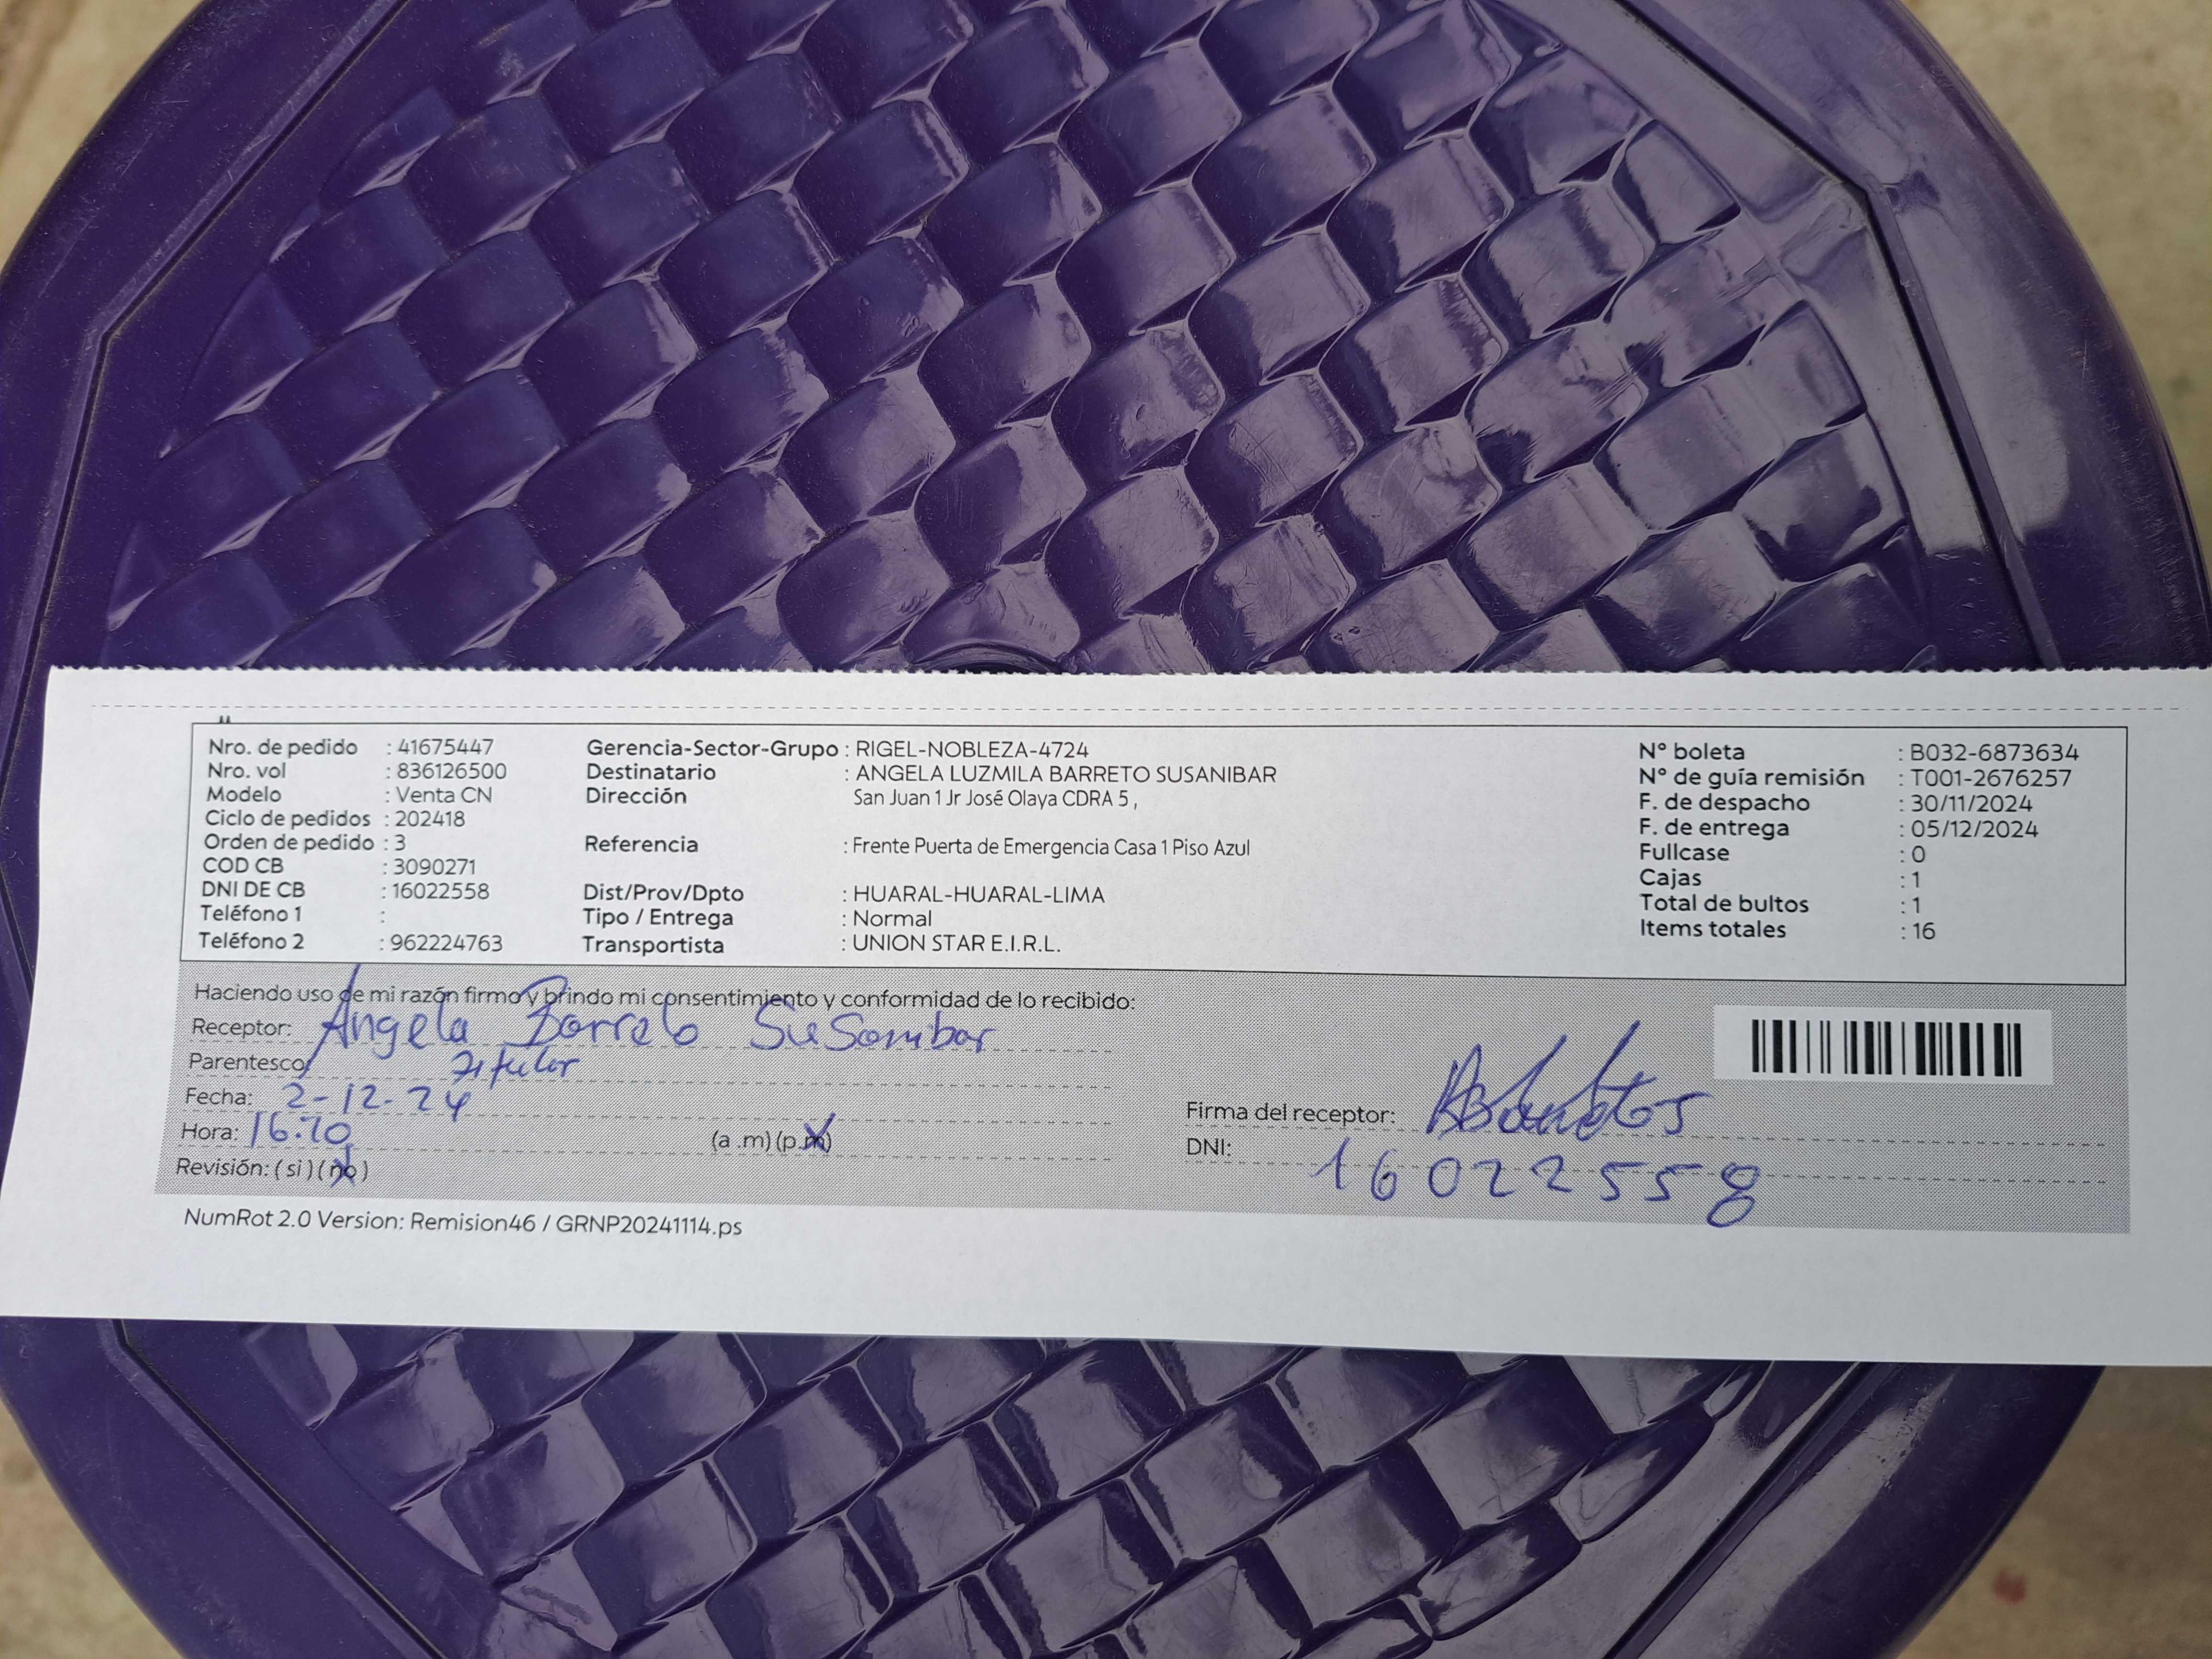 Nro. de pedido : 41675447
Nro. vol : 836126500
Modelo : Venta CN
Ciclo de pedidos : 202418
Orden de pedido : 3
COD CB : 3090271
DNI DE CB : 16022558
Teléfono 1 :
Teléfono 2 : 962224763
Gerencia-Sector-Grupo : RIGEL-NOBLEZA-4724
Destinatario : ANGELA LUZMILA BARRETO SUSANIBAR
Dirección San Juan 1 Jr José Olaya CDRA 5 ,
Referencia : Frente Puerta de Emergencia Casa 1 Piso Azul
Dist/Prov/Dpto : HUARAL-HUARAL-LIMA
Tipo / Entrega : Normal
Transportista : UNION STAR E.I.R.L.
N° boleta : B032-6873634
N° de guía remisión : T001-2676257
F. de despacho : 30/11/2024
F. de entrega : 05/12/2024
Fullcase : 0
Cajas : 1
Total de bultos : 1
Items totales : 16
Haciendo uso de mi razón firmo y brindo mi consentimiento y conformidad de lo recibido:
Receptor: Angela Barreto Susanibar
Parentesco Titular
Fecha: 2-12-24
Hora: 16:10 (a .m) (p.m)
Revisión: ( si ) ( no )
Firma del receptor:
DNI: 16022558
NumRot 2.0 Version: Remision46 / GRNP20241114.ps